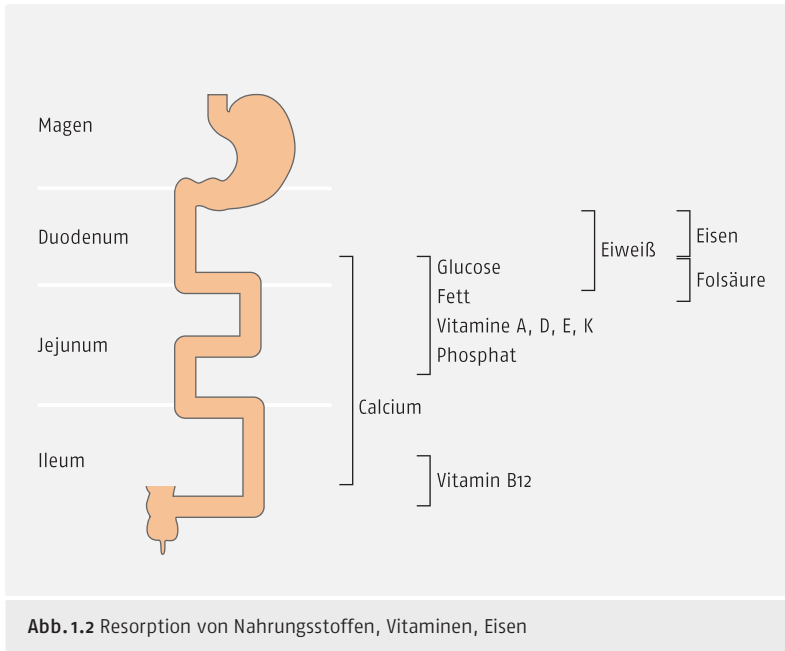 Magen
Duodenum
Jejunum
Ileum
Calcium
Glucose
Fett
Vitamine A, D, E, K
Phosphat
Vitamin B12
Eiweiß
Eisen
Folsäure
Abb. 1.2 Resorption von Nahrungsstoffen, Vitaminen, Eisen